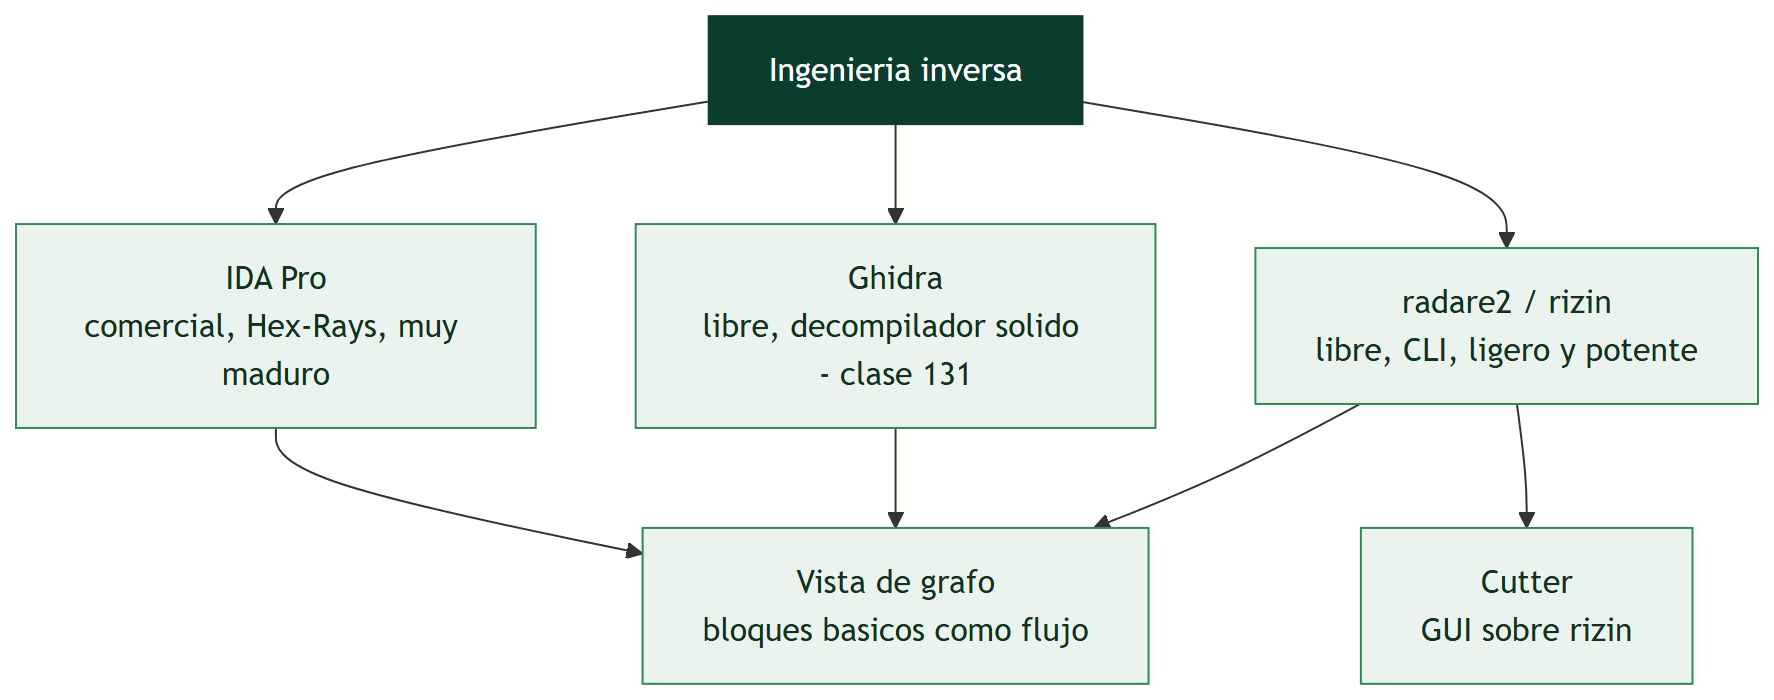 Ingenieria inversa
IDA Pro
comercial, Hex-Rays, muy
maduro
Ghidra
libre, decompilador solido
- clase 131
radare2 / rizin
libre, CLI, ligero y potente
Vista de grafo
bloques basicos como flujo
Cutter
GUI sobre rizin